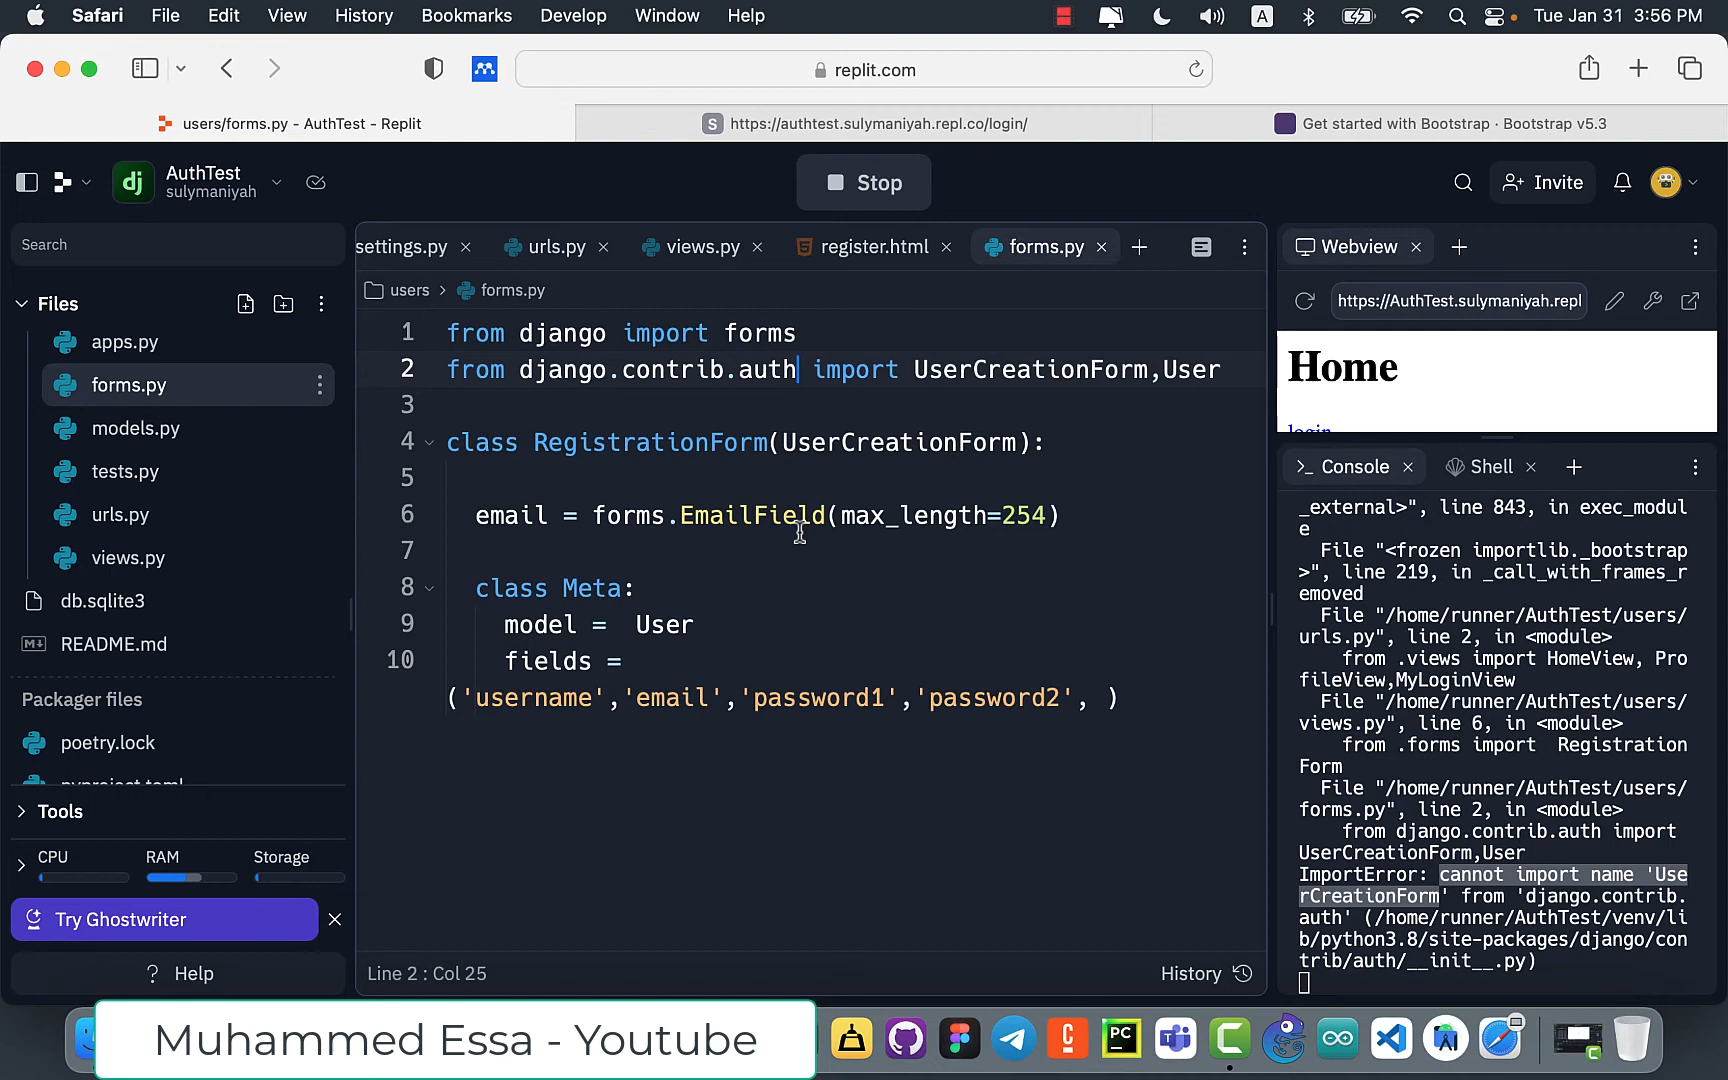 Safari File Edit View History Bookmarks Develop Window Help A Tue Jan 31 3:56 PM
replit.com
users/forms.py - AuthTest - Replit
S https://authtest.sulymaniyah.repl.co/login/
Get started with Bootstrap · Bootstrap v5.3
dj AuthTest
sulymaniyah
Stop
Invite
Search
settings.py urls.py views.py register.html forms.py
Webview
Files
users > forms.py
https://AuthTest.sulymaniyah.repl
apps.py
forms.py
models.py
tests.py
urls.py
views.py
db.sqlite3
README.md
Packager files
poetry.lock
pyproject.toml
Tools
CPU RAM Storage
Try Ghostwriter
? Help
1 from django import forms
2 from django.contrib.auth import UserCreationForm,User
3
4 class RegistrationForm(UserCreationForm):
5
6 email = forms.EmailField(max_length=254)
7
8 class Meta:
9 model = User
10 fields =
('username','email','password1','password2', )
Line 2 : Col 25
History
Home
login
Console Shell
_external>", line 843, in exec_modul
e
File "<frozen importlib._bootstrap
>", line 219, in _call_with_frames_r
emoved
File "/home/runner/AuthTest/users/
urls.py", line 2, in <module>
from .views import HomeView, Pro
fileView,MyLoginView
File "/home/runner/AuthTest/users/
views.py", line 6, in <module>
from .forms import  Registration
Form
File "/home/runner/AuthTest/users/
forms.py", line 2, in <module>
from django.contrib.auth import
UserCreationForm,User
ImportError: cannot import name 'Use
rCreationForm' from 'django.contrib.
auth' (/home/runner/AuthTest/venv/li
b/python3.8/site-packages/django/con
trib/auth/__init__.py)
Muhammed Essa - Youtube
PC